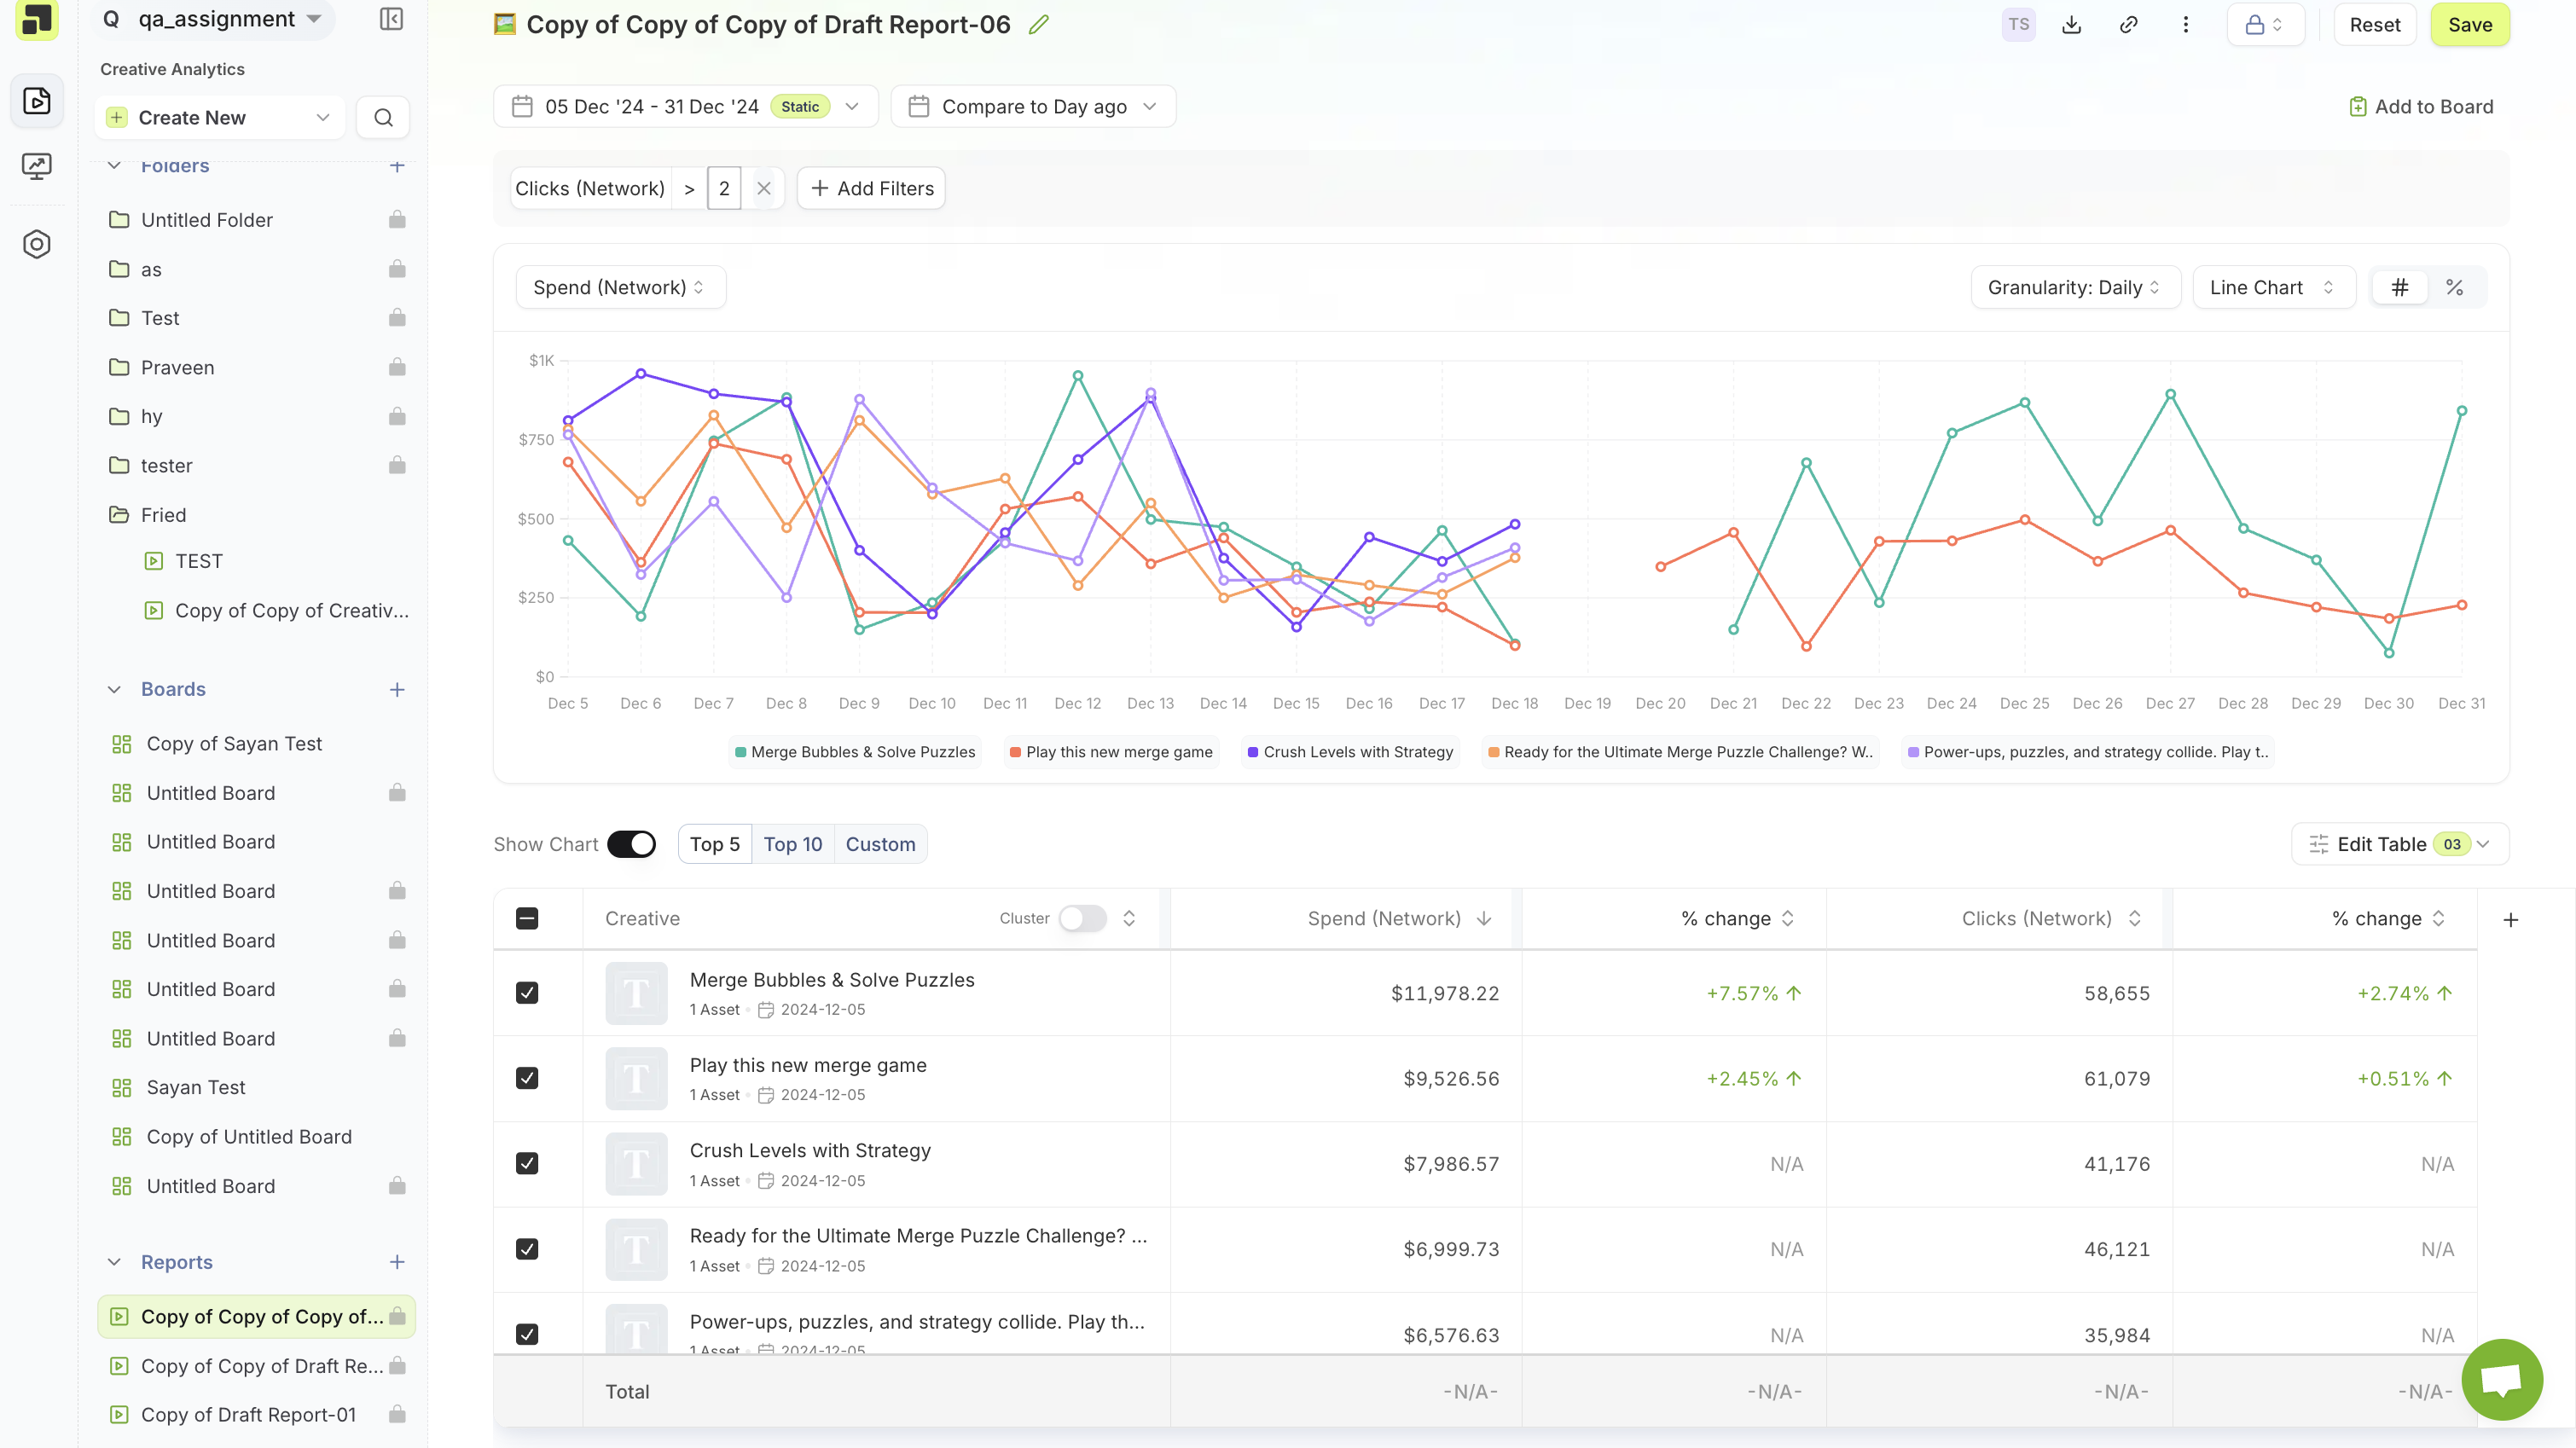 Q qa_assignment
Creative Analytics
Create New
Folders
Untitled Folder
as
Test
Praveen
hy
tester
Fried
TEST
Copy of Copy of Creativ...
Boards
Copy of Sayan Test
Untitled Board
Untitled Board
Untitled Board
Untitled Board
Untitled Board
Untitled Board
Sayan Test
Copy of Untitled Board
Untitled Board
Reports
Copy of Copy of Copy of...
Copy of Copy of Draft Re...
Copy of Draft Report-01
Copy of Copy of Copy of Draft Report-06
TS
Reset
Save
05 Dec '24 - 31 Dec '24 Static
Compare to Day ago
Add to Board
Clicks (Network) > 2
Add Filters
Spend (Network)
Granularity: Daily
Line Chart
# %
$1K
$750
$500
$250
$0
Dec 5 Dec 6 Dec 7 Dec 8 Dec 9 Dec 10 Dec 11 Dec 12 Dec 13 Dec 14 Dec 15 Dec 16 Dec 17 Dec 18 Dec 19 Dec 20 Dec 21 Dec 22 Dec 23 Dec 24 Dec 25 Dec 26 Dec 27 Dec 28 Dec 29 Dec 30 Dec 31
Merge Bubbles & Solve Puzzles Play this new merge game Crush Levels with Strategy Ready for the Ultimate Merge Puzzle Challenge? W.. Power-ups, puzzles, and strategy collide. Play t..
Show Chart Top 5 Top 10 Custom
Edit Table 03
Creative Cluster Spend (Network) % change Clicks (Network) % change
T Merge Bubbles & Solve Puzzles $11,978.22 +7.57% 58,655 +2.74%
1 Asset 2024-12-05
T Play this new merge game $9,526.56 +2.45% 61,079 +0.51%
1 Asset 2024-12-05
T Crush Levels with Strategy $7,986.57 N/A 41,176 N/A
1 Asset 2024-12-05
T Ready for the Ultimate Merge Puzzle Challenge? ... $6,999.73 N/A 46,121 N/A
1 Asset 2024-12-05
T Power-ups, puzzles, and strategy collide. Play th... $6,576.63 N/A 35,984 N/A
1 Asset 2024-12-05
Total -N/A- -N/A- -N/A- -N/A-